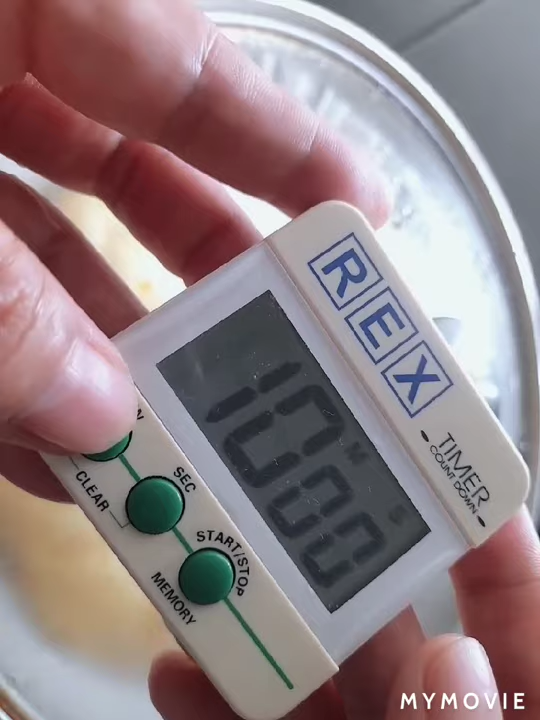 REX
TIMER
COUNT DOWN
10 M 00 S
CLEAR
SEC
START/STOP
MEMORY
MYMOVIE